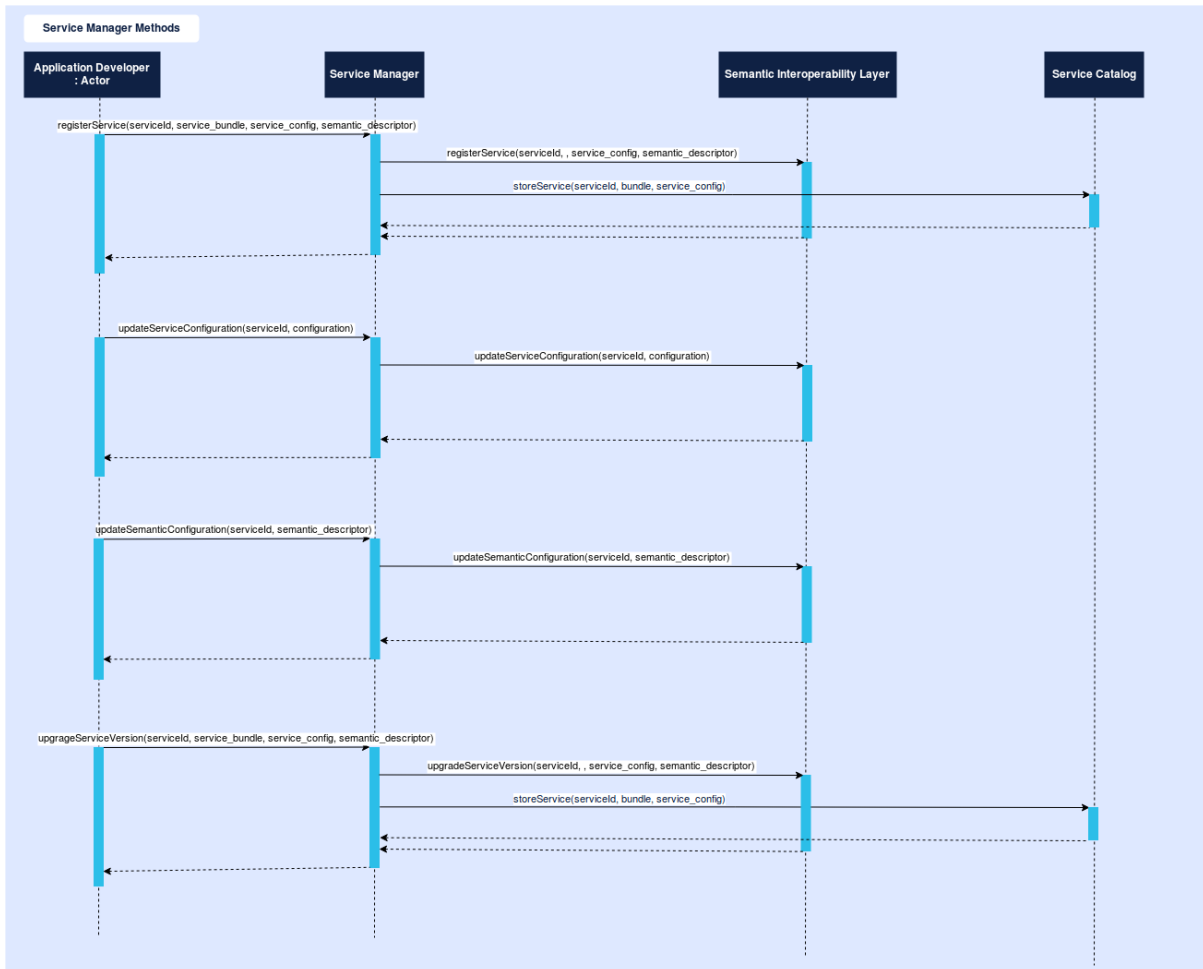 Service Manager Methods
Application Developer
: Actor
Service Manager
Semantic Interoperability Layer
Service Catalog
registerService(serviceId, service_bundle, service_config, semantic_descriptor)
registerService(serviceId, , service_config, semantic_descriptor)
storeService(serviceId, bundle, service_config)
updateServiceConfiguration(serviceId, configuration)
updateServiceConfiguration(serviceId, configuration)
updateSemanticConfiguration(serviceId, semantic_descriptor)
updateSemanticConfiguration(serviceId, semantic_descriptor)
upgrageServiceVersion(serviceId, service_bundle, service_config, semantic_descriptor)
upgradeServiceVersion(serviceId, , service_config, semantic_descriptor)
storeService(serviceId, bundle, service_config)